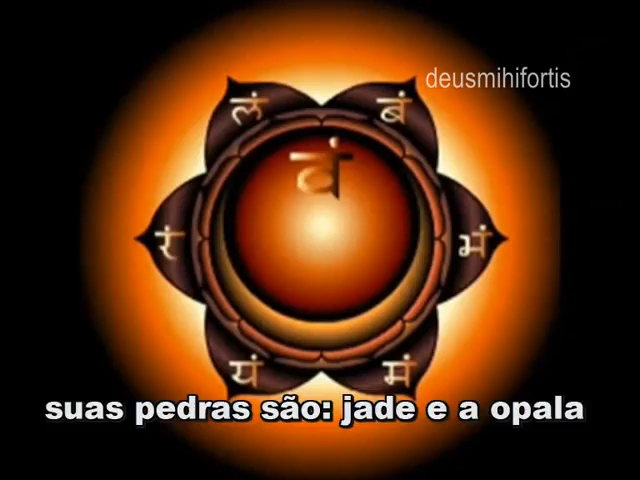 deusmihifortis
लं बं
वं
रं भं
यं मं
suas pedras são: jade e a opala